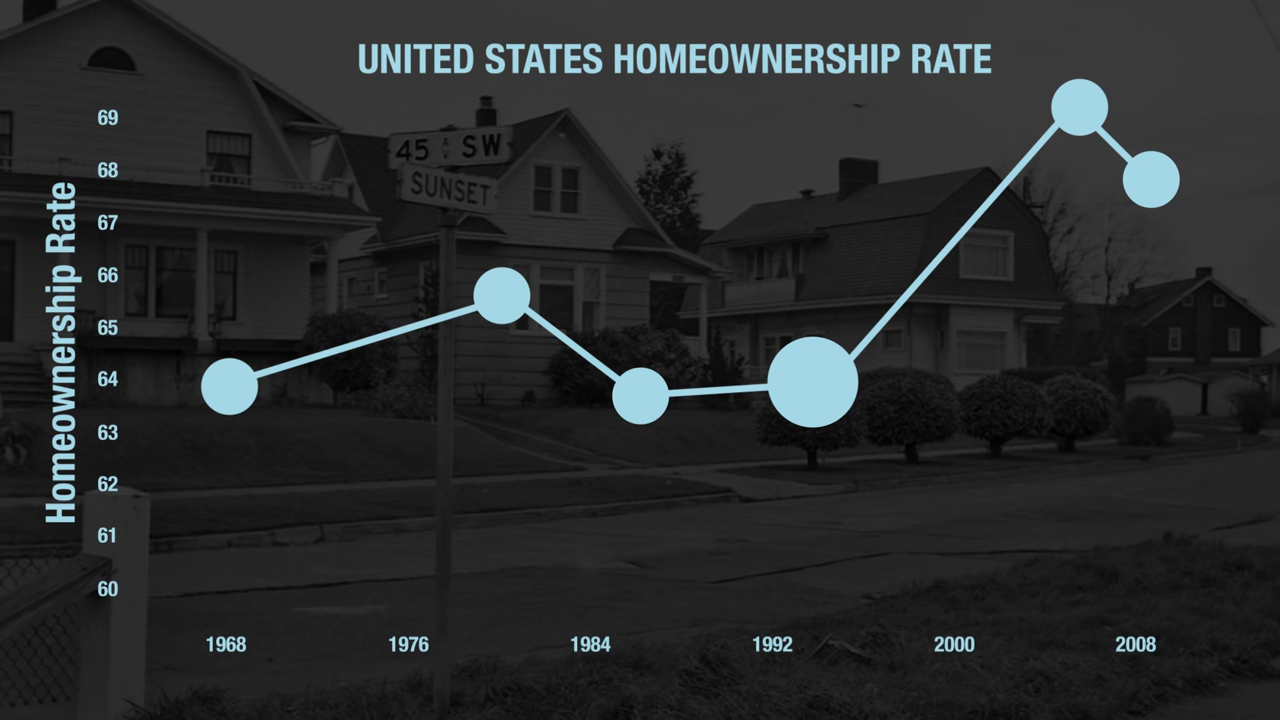 UNITED STATES HOMEOWNERSHIP RATE
Homeownership Rate
69
68
67
66
65
64
63
62
61
60
45 SW
SUNSET
1968 1976 1984 1992 2000 2008